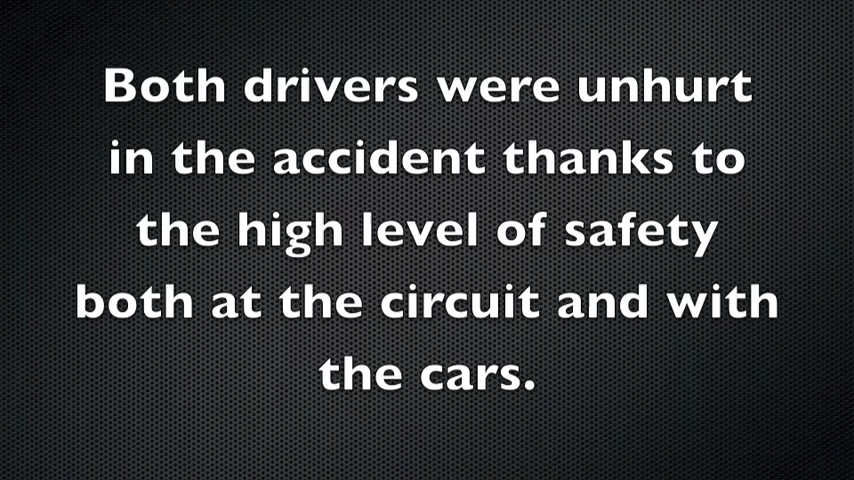 Both drivers were unhurt
in the accident thanks to
the high level of safety
both at the circuit and with
the cars.